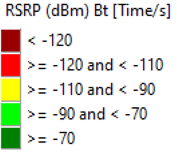 RSRP (dBm) Bt [Time/s]
< -120
>= -120 and < -110
>= -110 and < -90
>= -90 and < -70
>= -70